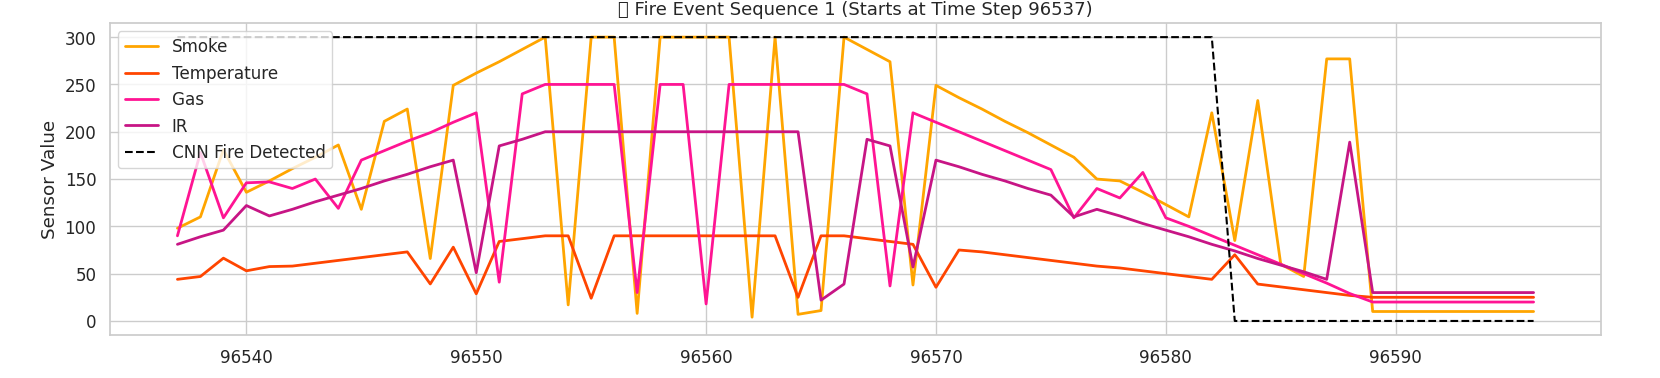 Fire Event Sequence 1 (Starts at Time Step 96537)
Sensor Value
300
250
200
150
100
50
0
Smoke
Temperature
Gas
IR
CNN Fire Detected
96540 96550 96560 96570 96580 96590